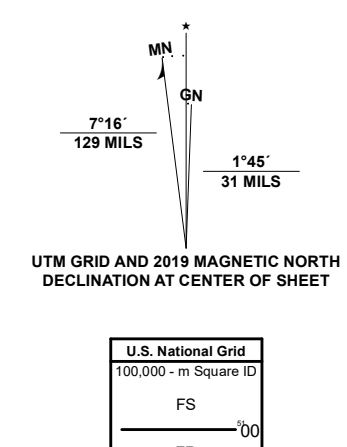 MN
GN
7°16´
129 MILS
1°45´
31 MILS
UTM GRID AND 2019 MAGNETIC NORTH
DECLINATION AT CENTER OF SHEET
U.S. National Grid
100,000 - m Square ID
FS
⁵¹00